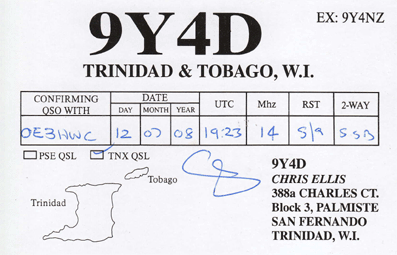 9Y4D
EX: 9Y4NZ
TRINIDAD & TOBAGO, W.I.
CONFIRMING QSO WITH
DATE
DAY MONTH YEAR
UTC
Mhz
RST
2-WAY
OE3HWC 12 07 08 19:23 14 5/9 SSB
PSE QSL TNX QSL
Tobago
Trinidad
9Y4D
CHRIS ELLIS
388a CHARLES CT.
Block 3, PALMISTE
SAN FERNANDO
TRINIDAD, W.I.